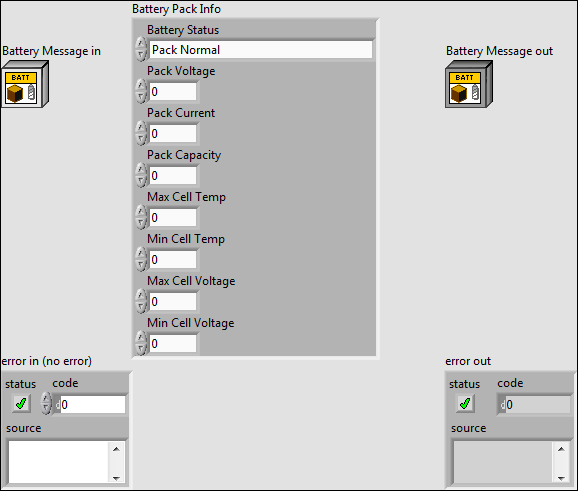 Battery Pack Info
Battery Status
Pack Normal
Battery Message in
BATT
Battery Message out
BATT
Pack Voltage
0
Pack Current
0
Pack Capacity
0
Max Cell Temp
0
Min Cell Temp
0
Max Cell Voltage
0
Min Cell Voltage
0
error in (no error)
status
code
d0
source
error out
status
code
d0
source